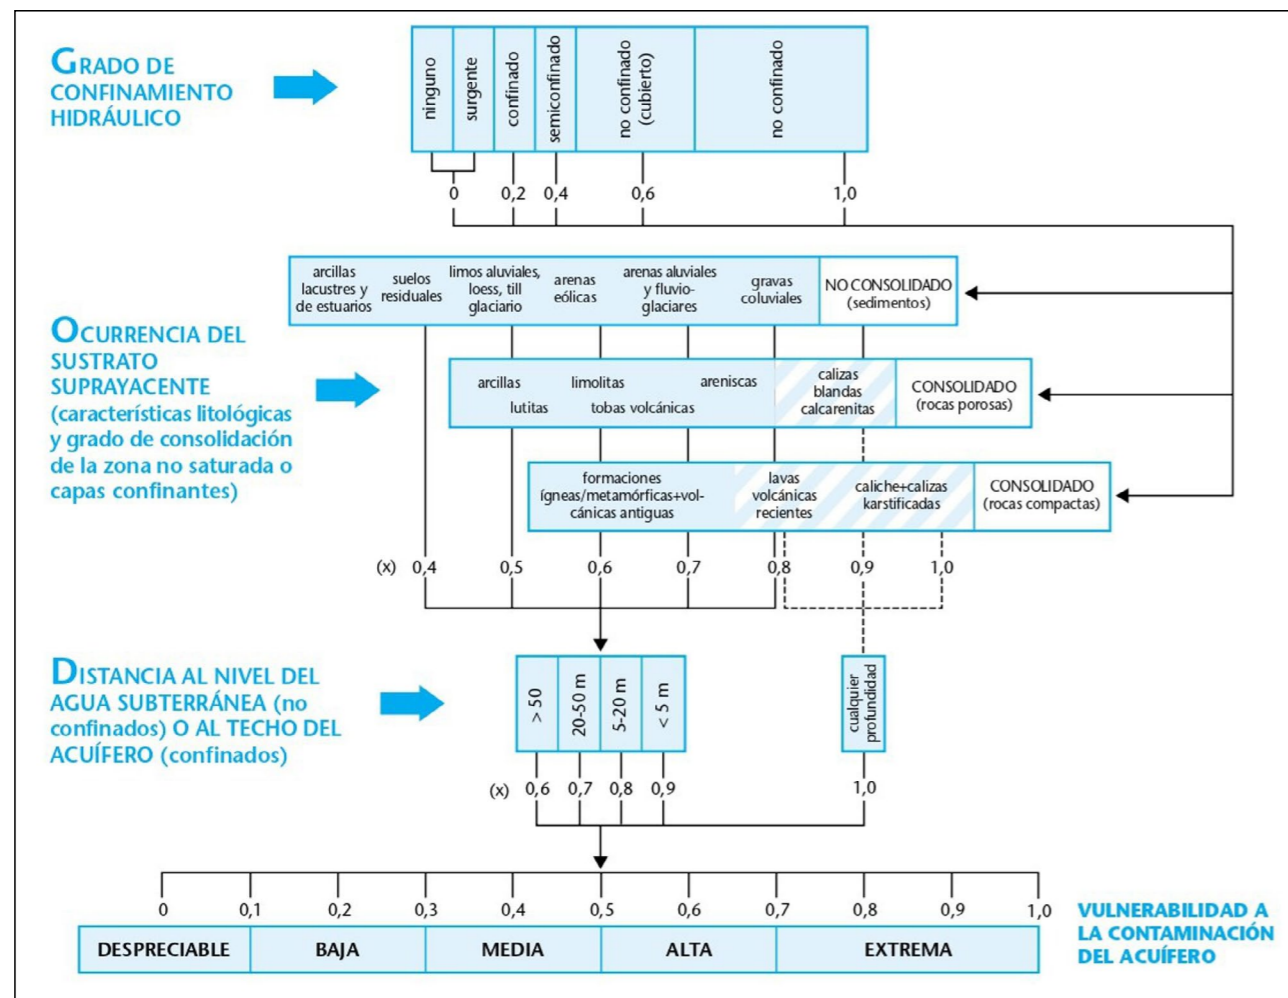 GRADO DE
CONFINAMIENTO
HIDRÁULICO
ninguno
surgente
confinado
semiconfinado
no confinado
(cubierto)
no confinado
0
0,2
0,4
0,6
1,0
OCURRENCIA DEL
SUSTRATO
SUPRAYACENTE
(características litológicas
y grado de consolidación
de la zona no saturada o
capas confinantes)
arcillas
lacustres y
de estuarios
suelos
residuales
limos aluviales,
loess, till
glaciario
arenas
eólicas
arenas aluviales
y fluvio-
glaciares
gravas
coluviales
NO CONSOLIDADO
(sedimentos)
arcillas
lutitas
limolitas
tobas volcánicas
areniscas
calizas
blandas
calcarenitas
CONSOLIDADO
(rocas porosas)
formaciones
ígneas/metamórficas+vol-
cánicas antiguas
lavas
volcánicas
recientes
caliche+calizas
karstificadas
CONSOLIDADO
(rocas compactas)
(x) 0,4 0,5 0,6 0,7 0,8 0,9 1,0
DISTANCIA AL NIVEL DEL
AGUA SUBTERRÁNEA (no
confinados) O AL TECHO DEL
ACUÍFERO (confinados)
> 50
20-50 m
5-20 m
< 5 m
cualquier
profundidad
(x) 0,6 0,7 0,8 0,9 1,0
0 0,1 0,2 0,3 0,4 0,5 0,6 0,7 0,8 0,9 1,0
DESPRECIABLE BAJA MEDIA ALTA EXTREMA
VULNERABILIDAD A
LA CONTAMINACIÓN
DEL ACUÍFERO